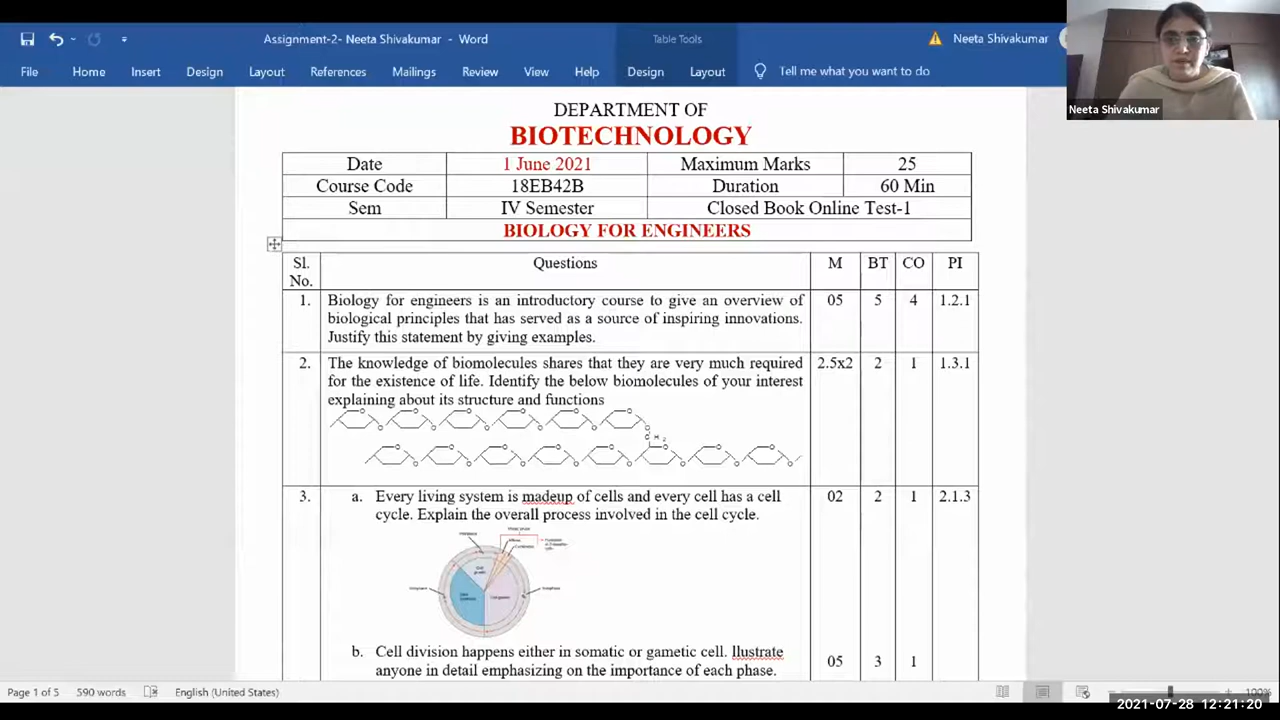 Assignment-2- Neeta Shivakumar - Word
Table Tools
Neeta Shivakumar
File Home Insert Design Layout References Mailings Review View Help Design Layout Tell me what you want to do
Neeta Shivakumar
DEPARTMENT OF
BIOTECHNOLOGY
Date 1 June 2021 Maximum Marks 25
Course Code 18EB42B Duration 60 Min
Sem IV Semester Closed Book Online Test-1
BIOLOGY FOR ENGINEERS
Sl. No. Questions M BT CO PI
1. Biology for engineers is an introductory course to give an overview of 05 5 4 1.2.1
biological principles that has served as a source of inspiring innovations.
Justify this statement by giving examples.
2. The knowledge of biomolecules shares that they are very much required 2.5x2 2 1 1.3.1
for the existence of life. Identify the below biomolecules of your interest
explaining about its structure and functions
3. a. Every living system is madeup of cells and every cell has a cell 02 2 1 2.1.3
cycle. Explain the overall process involved in the cell cycle.
b. Cell division happens either in somatic or gametic cell. llustrate
anyone in detail emphasizing on the importance of each phase. 05 3 1
Page 1 of 5 590 words English (United States) 100%
2021-07-28 12:21:20